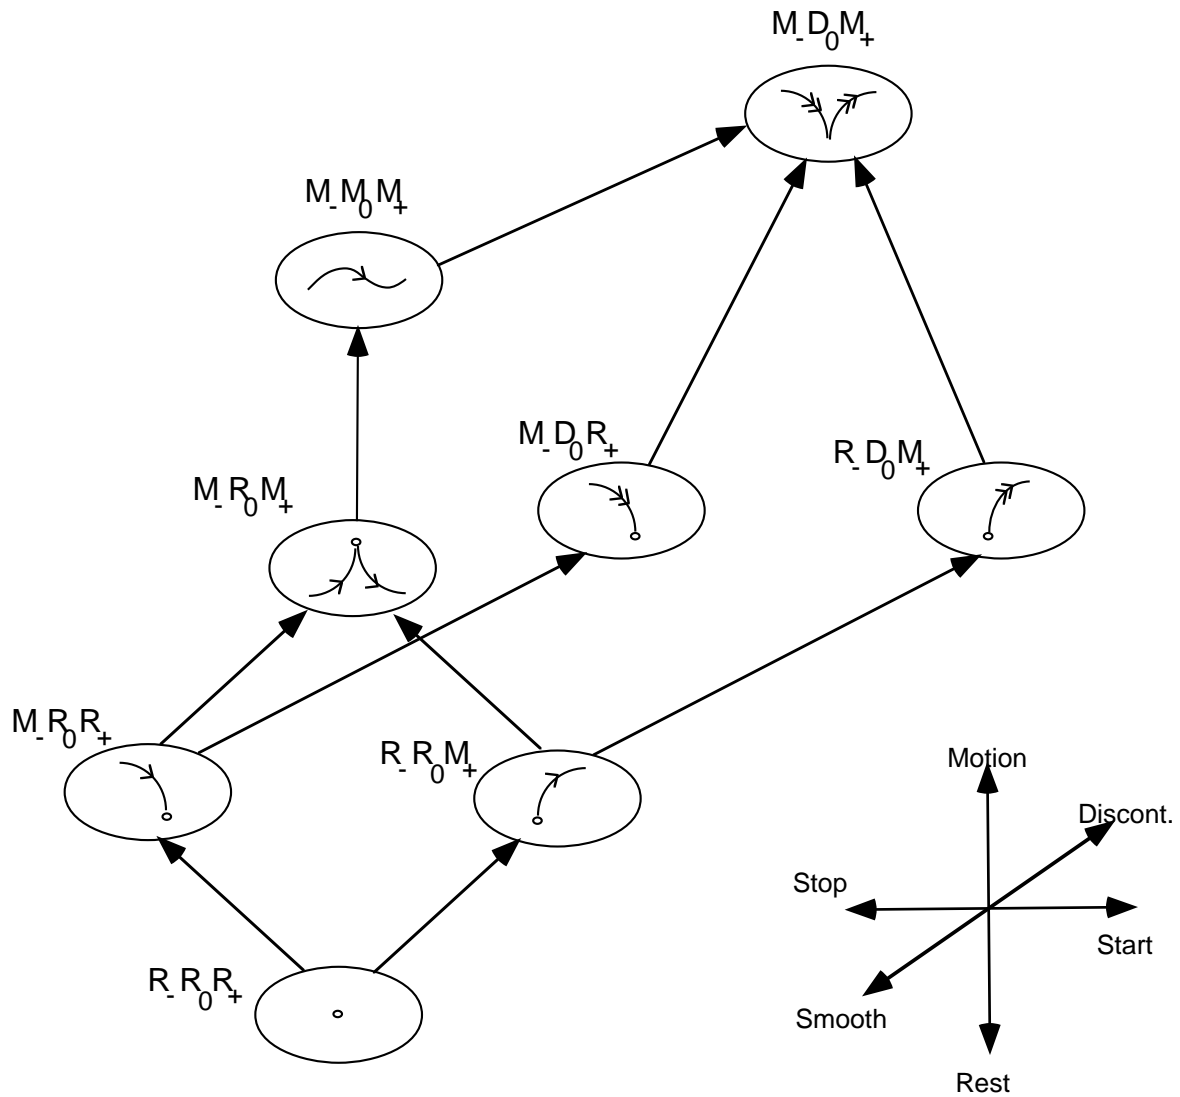 M₋D₀M₊
M₋M₀M₊
M₋D₀R₊
R₋D₀M₊
M₋R₀M₊
M₋R₀R₊
R₋R₀M₊
Motion
Discont.
Stop
Start
R₋R₀R₊
Smooth
Rest